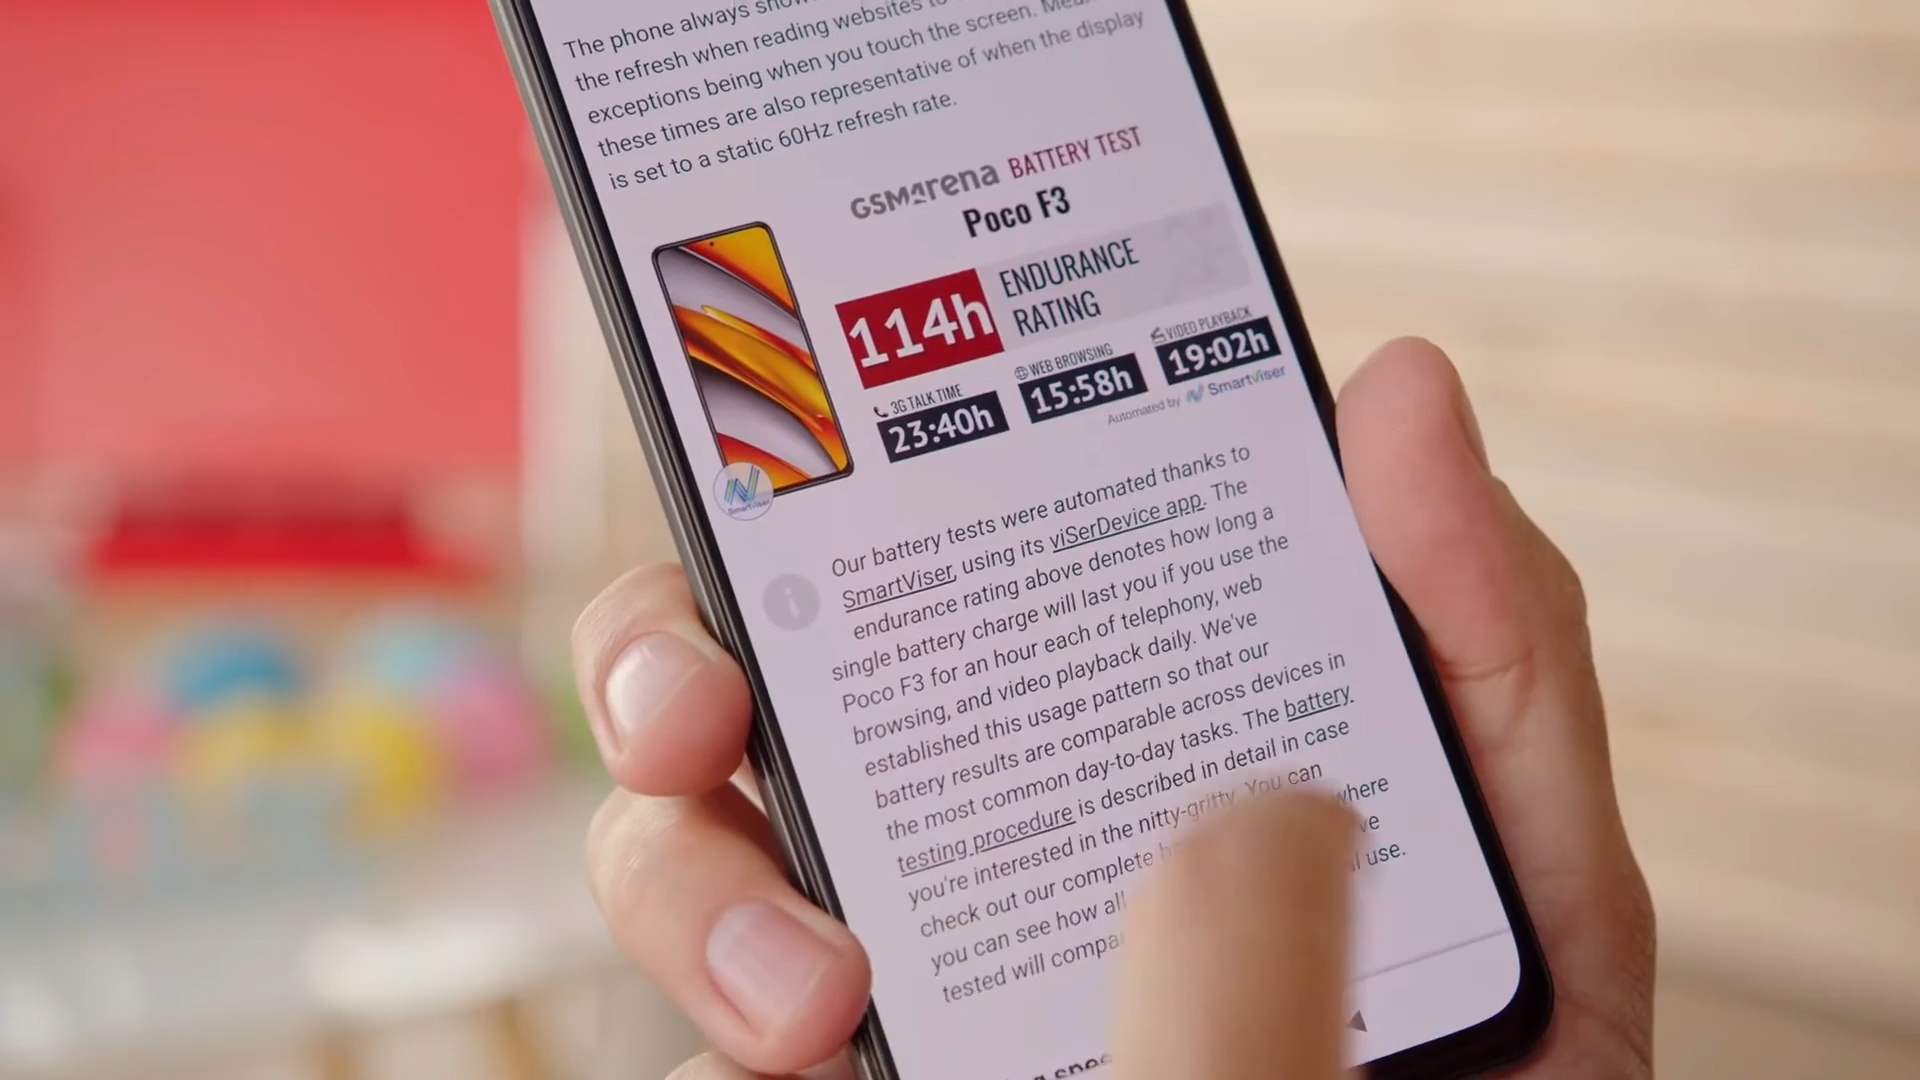 The phone always
the refresh when reading websites to
exceptions being when you touch the screen.
these times are also representative of when the display
is set to a static 60Hz refresh rate.
GSMArena BATTERY TEST
Poco F3
114h
ENDURANCE
RATING
3G TALK TIME
23:40h
WEB BROWSING
15:58h
VIDEO PLAYBACK
19:02h
Automated by Smartviser
Smartviser
Our battery tests were automated thanks to
SmartViser, using its viSerDevice app. The
endurance rating above denotes how long a
single battery charge will last you if you use the
Poco F3 for an hour each of telephony, web
browsing, and video playback daily. We've
established this usage pattern so that our
battery results are comparable across devices in
the most common day-to-day tasks. The battery
testing procedure is described in detail in case
you're interested in the nitty-gritty. You can
check out our complete where
you can see how all
tested will use.